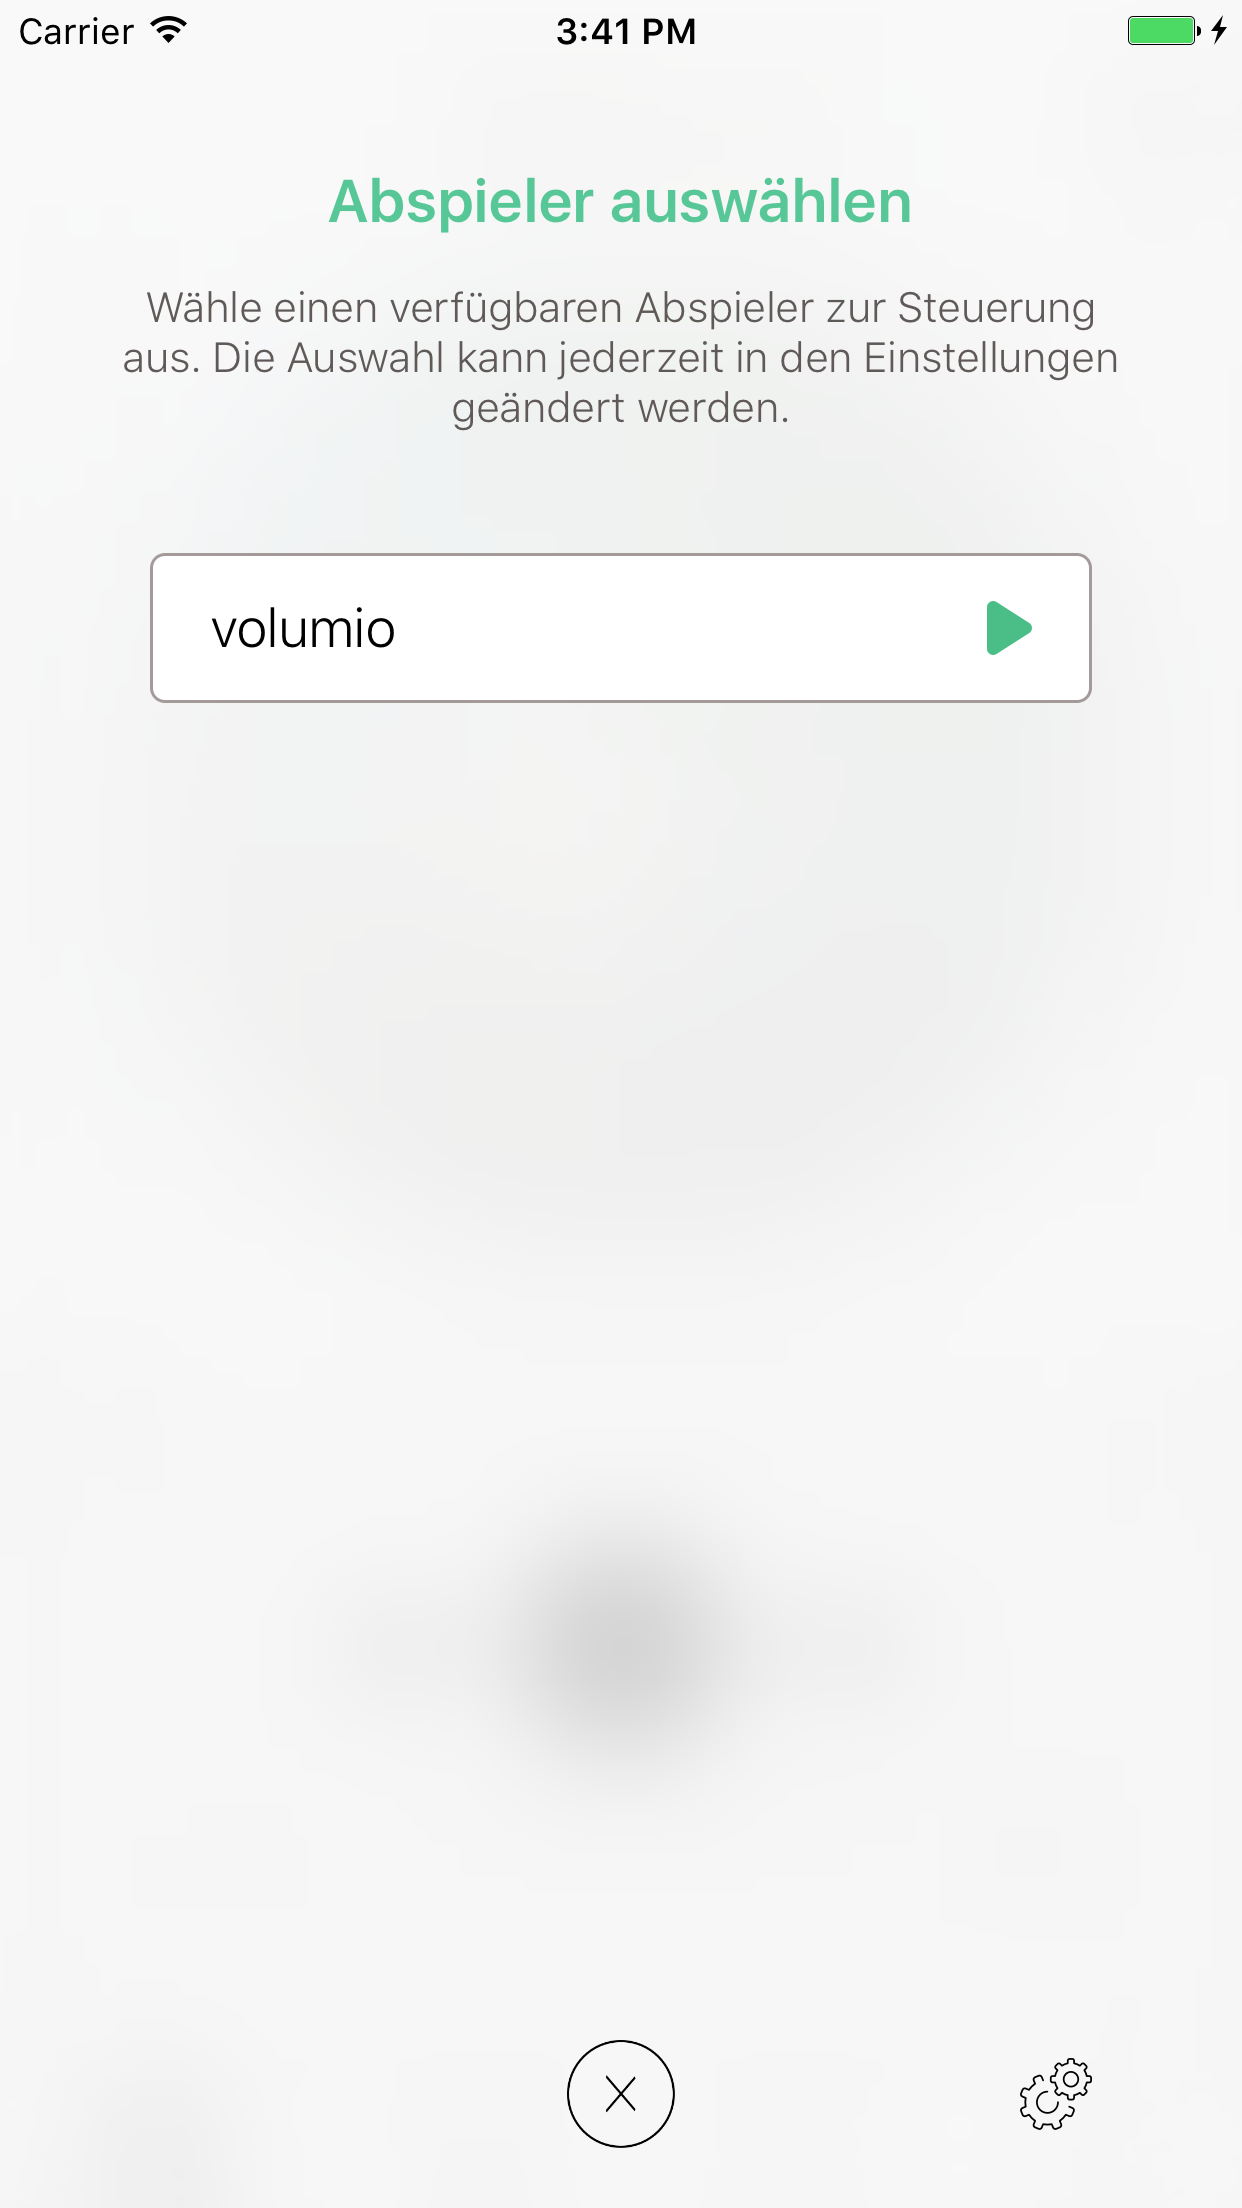 Carrier 3:41 PM
Abspieler auswählen
Wähle einen verfügbaren Abspieler zur Steuerung
aus. Die Auswahl kann jederzeit in den Einstellungen
geändert werden.
volumio